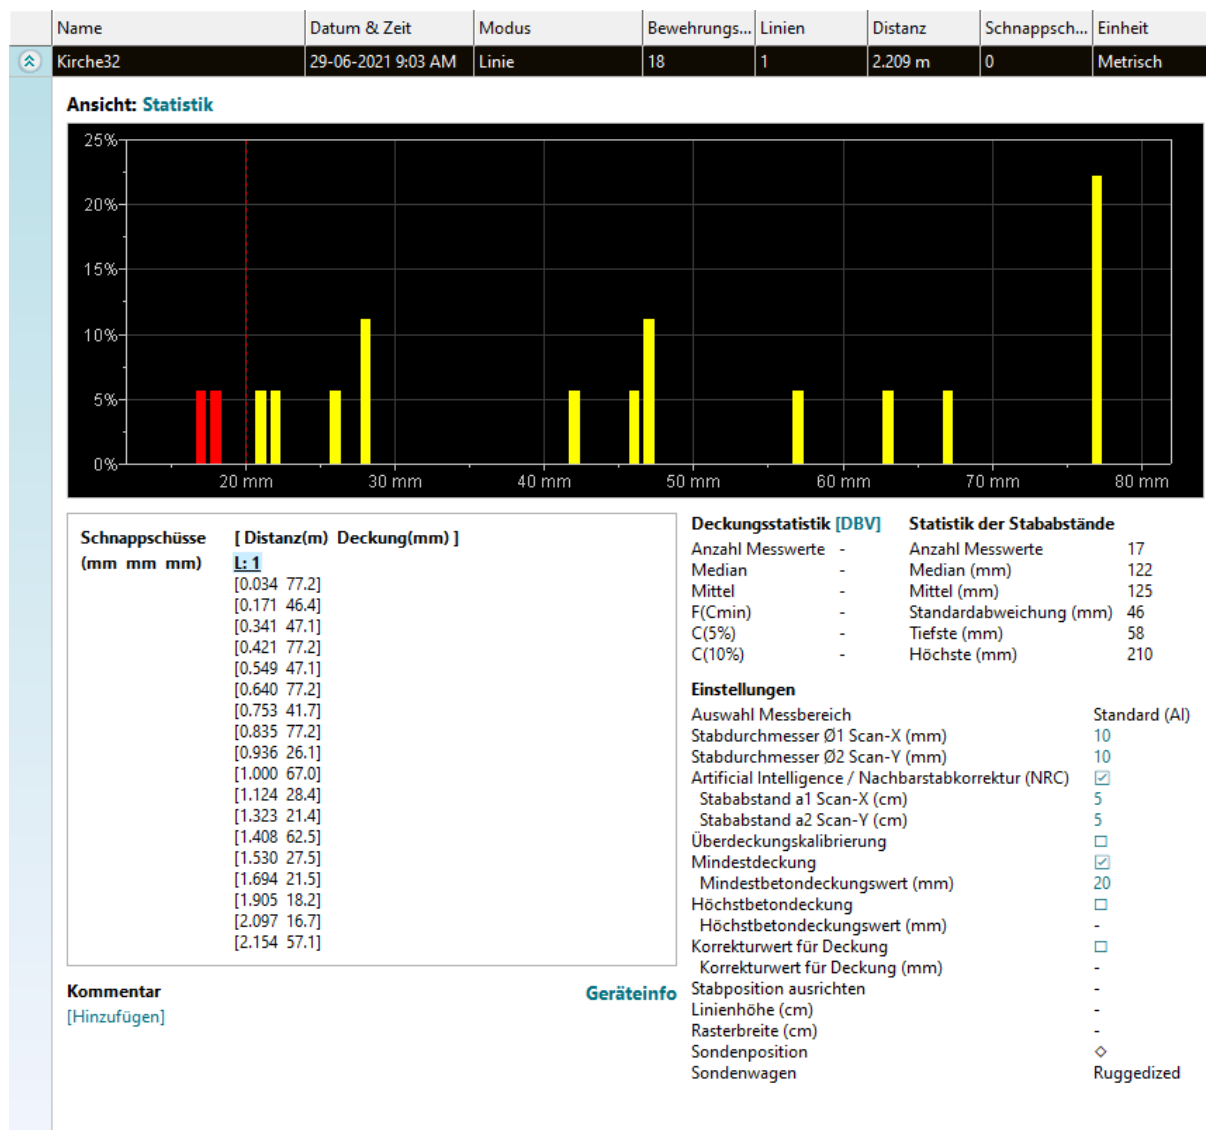 Name Datum & Zeit Modus Bewehrungs... Linien Distanz Schnappsch... Einheit
Kirche32 29-06-2021 9:03 AM Linie 18 1 2.209 m 0 Metrisch
Ansicht: Statistik
25%
20%
15%
10%
5%
0%
20 mm 30 mm 40 mm 50 mm 60 mm 70 mm 80 mm
Schnappschüsse [ Distanz(m) Deckung(mm) ]
(mm mm mm) L: 1
[0.034 77.2]
[0.171 46.4]
[0.341 47.1]
[0.421 77.2]
[0.549 47.1]
[0.640 77.2]
[0.753 41.7]
[0.835 77.2]
[0.936 26.1]
[1.000 67.0]
[1.124 28.4]
[1.323 21.4]
[1.408 62.5]
[1.530 27.5]
[1.694 21.5]
[1.905 18.2]
[2.097 16.7]
[2.154 57.1]
Kommentar
[Hinzufügen]
Geräteinfo
Deckungsstatistik [DBV]
Anzahl Messwerte -
Median -
Mittel -
F(Cmin) -
C(5%) -
C(10%) -
Statistik der Stababstände
Anzahl Messwerte 17
Median (mm) 122
Mittel (mm) 125
Standardabweichung (mm) 46
Tiefste (mm) 58
Höchste (mm) 210
Einstellungen
Auswahl Messbereich Standard (AI)
Stabdurchmesser Ø1 Scan-X (mm) 10
Stabdurchmesser Ø2 Scan-Y (mm) 10
Artificial Intelligence / Nachbarstabkorrektur (NRC) ☑
Stababstand a1 Scan-X (cm) 5
Stababstand a2 Scan-Y (cm) 5
Überdeckungskalibrierung ☐
Mindestdeckung ☑
Mindestbetondeckungswert (mm) 20
Höchstbetondeckung ☐
Höchstbetondeckungswert (mm) -
Korrekturwert für Deckung ☐
Korrekturwert für Deckung (mm) -
Stabposition ausrichten -
Linienhöhe (cm) -
Rasterbreite (cm) -
Sondenposition ◇
Sondenwagen Ruggedized